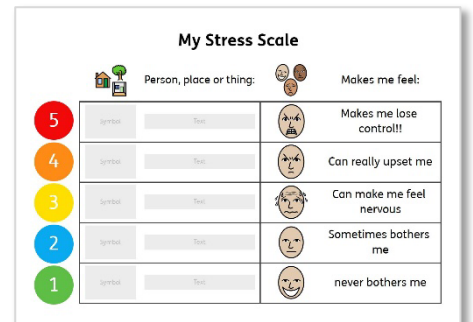 My Stress Scale
Person, place or thing:
Makes me feel:
5
Symbol
Text
Makes me lose
control!!
4
Symbol
Text
Can really upset me
3
Symbol
Text
Can make me feel
nervous
2
Symbol
Text
Sometimes bothers
me
1
Symbol
Text
never bothers me